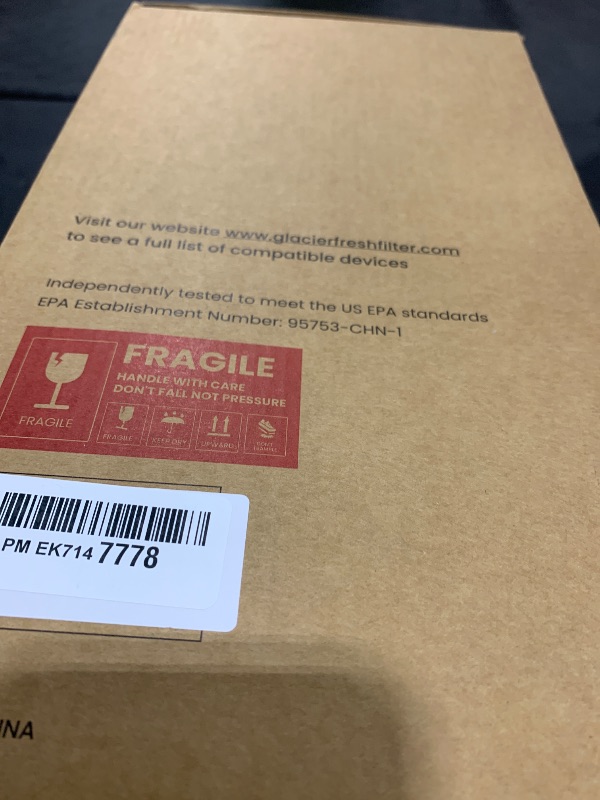 Visit our website www.glacierfreshfilter.com
to see a full list of compatible devices
Independently tested to meet the US EPA standards
EPA Establishment Number: 95753-CHN-1
FRAGILE
HANDLE WITH CARE
DON'T FALL NOT PRESSURE
FRAGILE
FRAGILE
KEEP DRY
UPWARD
PM EK714 7778
INA